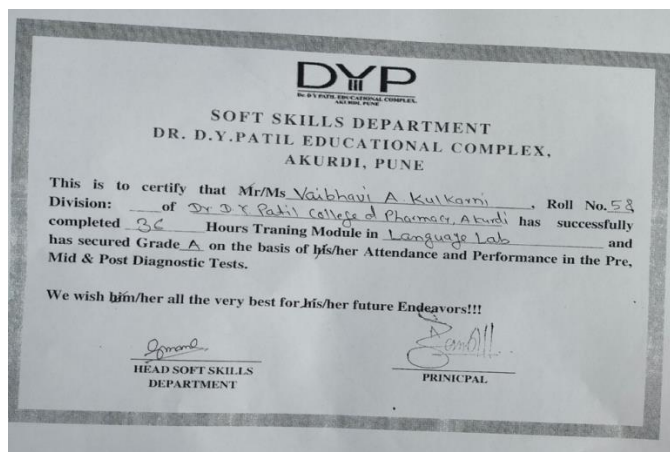 DYP
Dr. D Y PATIL EDUCATIONAL COMPLEX,
AKURDI, PUNE
SOFT SKILLS DEPARTMENT
DR. D.Y.PATIL EDUCATIONAL COMPLEX,
AKURDI, PUNE
This is to certify that Mr/Ms Vaibhavi A Kulkarni , Roll No. 58
Division: of Dr D Y Patil College of Pharmacy, Akurdi has successfully
completed 36 Hours Traning Module in Language Lab and
has secured Grade A on the basis of his/her Attendance and Performance in the Pre,
Mid & Post Diagnostic Tests.
We wish him/her all the very best for his/her future Endeavors!!!
HEAD SOFT SKILLS
DEPARTMENT
PRINICPAL